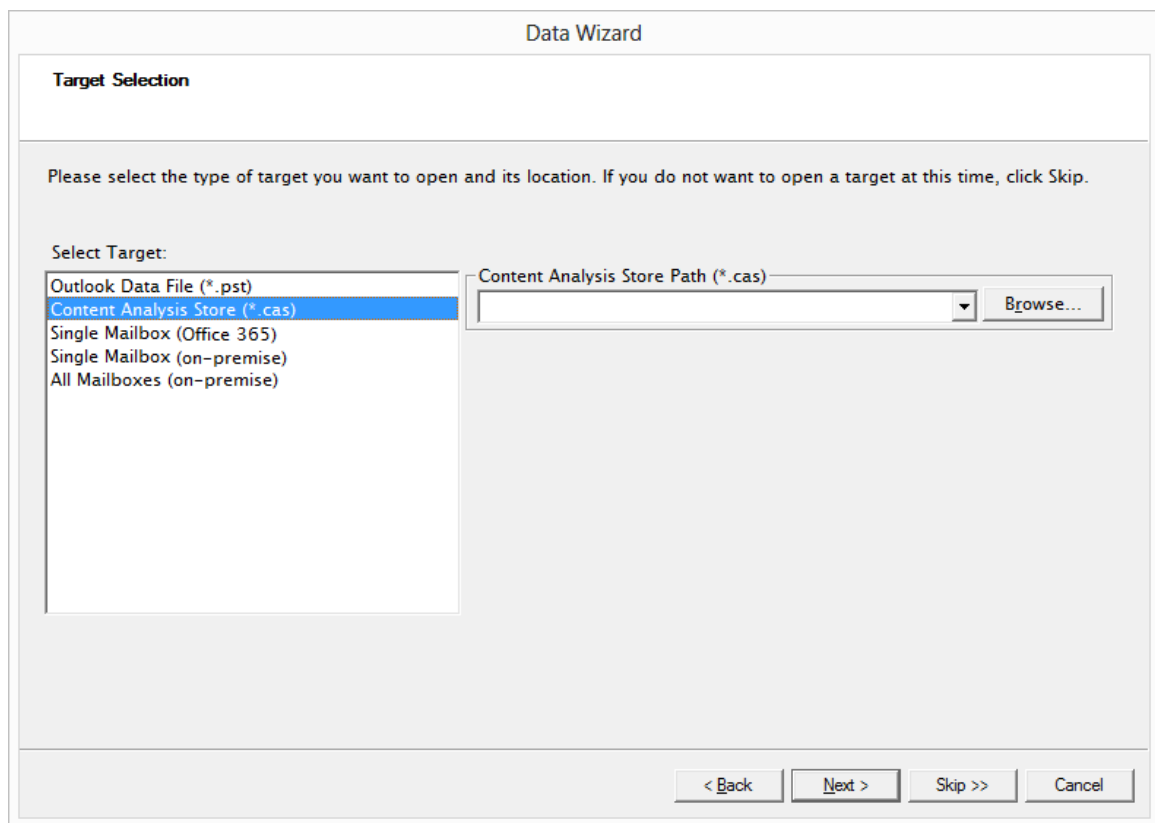 Data Wizard
Target Selection
Please select the type of target you want to open and its location. If you do not want to open a target at this time, click Skip.
Select Target:
Outlook Data File (*.pst)
Content Analysis Store (*.cas)
Single Mailbox (Office 365)
Single Mailbox (on-premise)
All Mailboxes (on-premise)
Content Analysis Store Path (*.cas)
Browse...
< Back
Next >
Skip >>
Cancel